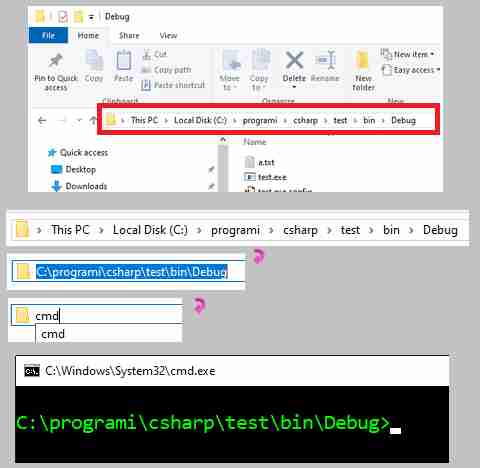 Debug
File Home Share View
Pin to Quick access
Copy
Paste
Cut
Copy path
Paste shortcut
Move to
Copy to
Delete
Rename
New folder
New item
Easy access
Clipboard
Organize
New
This PC > Local Disk (C:) > programi > csharp > test > bin > Debug
Quick access
Desktop
Downloads
Name
a.txt
test.exe
test.exe.config
This PC > Local Disk (C:) > programi > csharp > test > bin > Debug
C:\programi\csharp\test\bin\Debug
cmd
cmd
C:\Windows\System32\cmd.exe
C:\programi\csharp\test\bin\Debug>